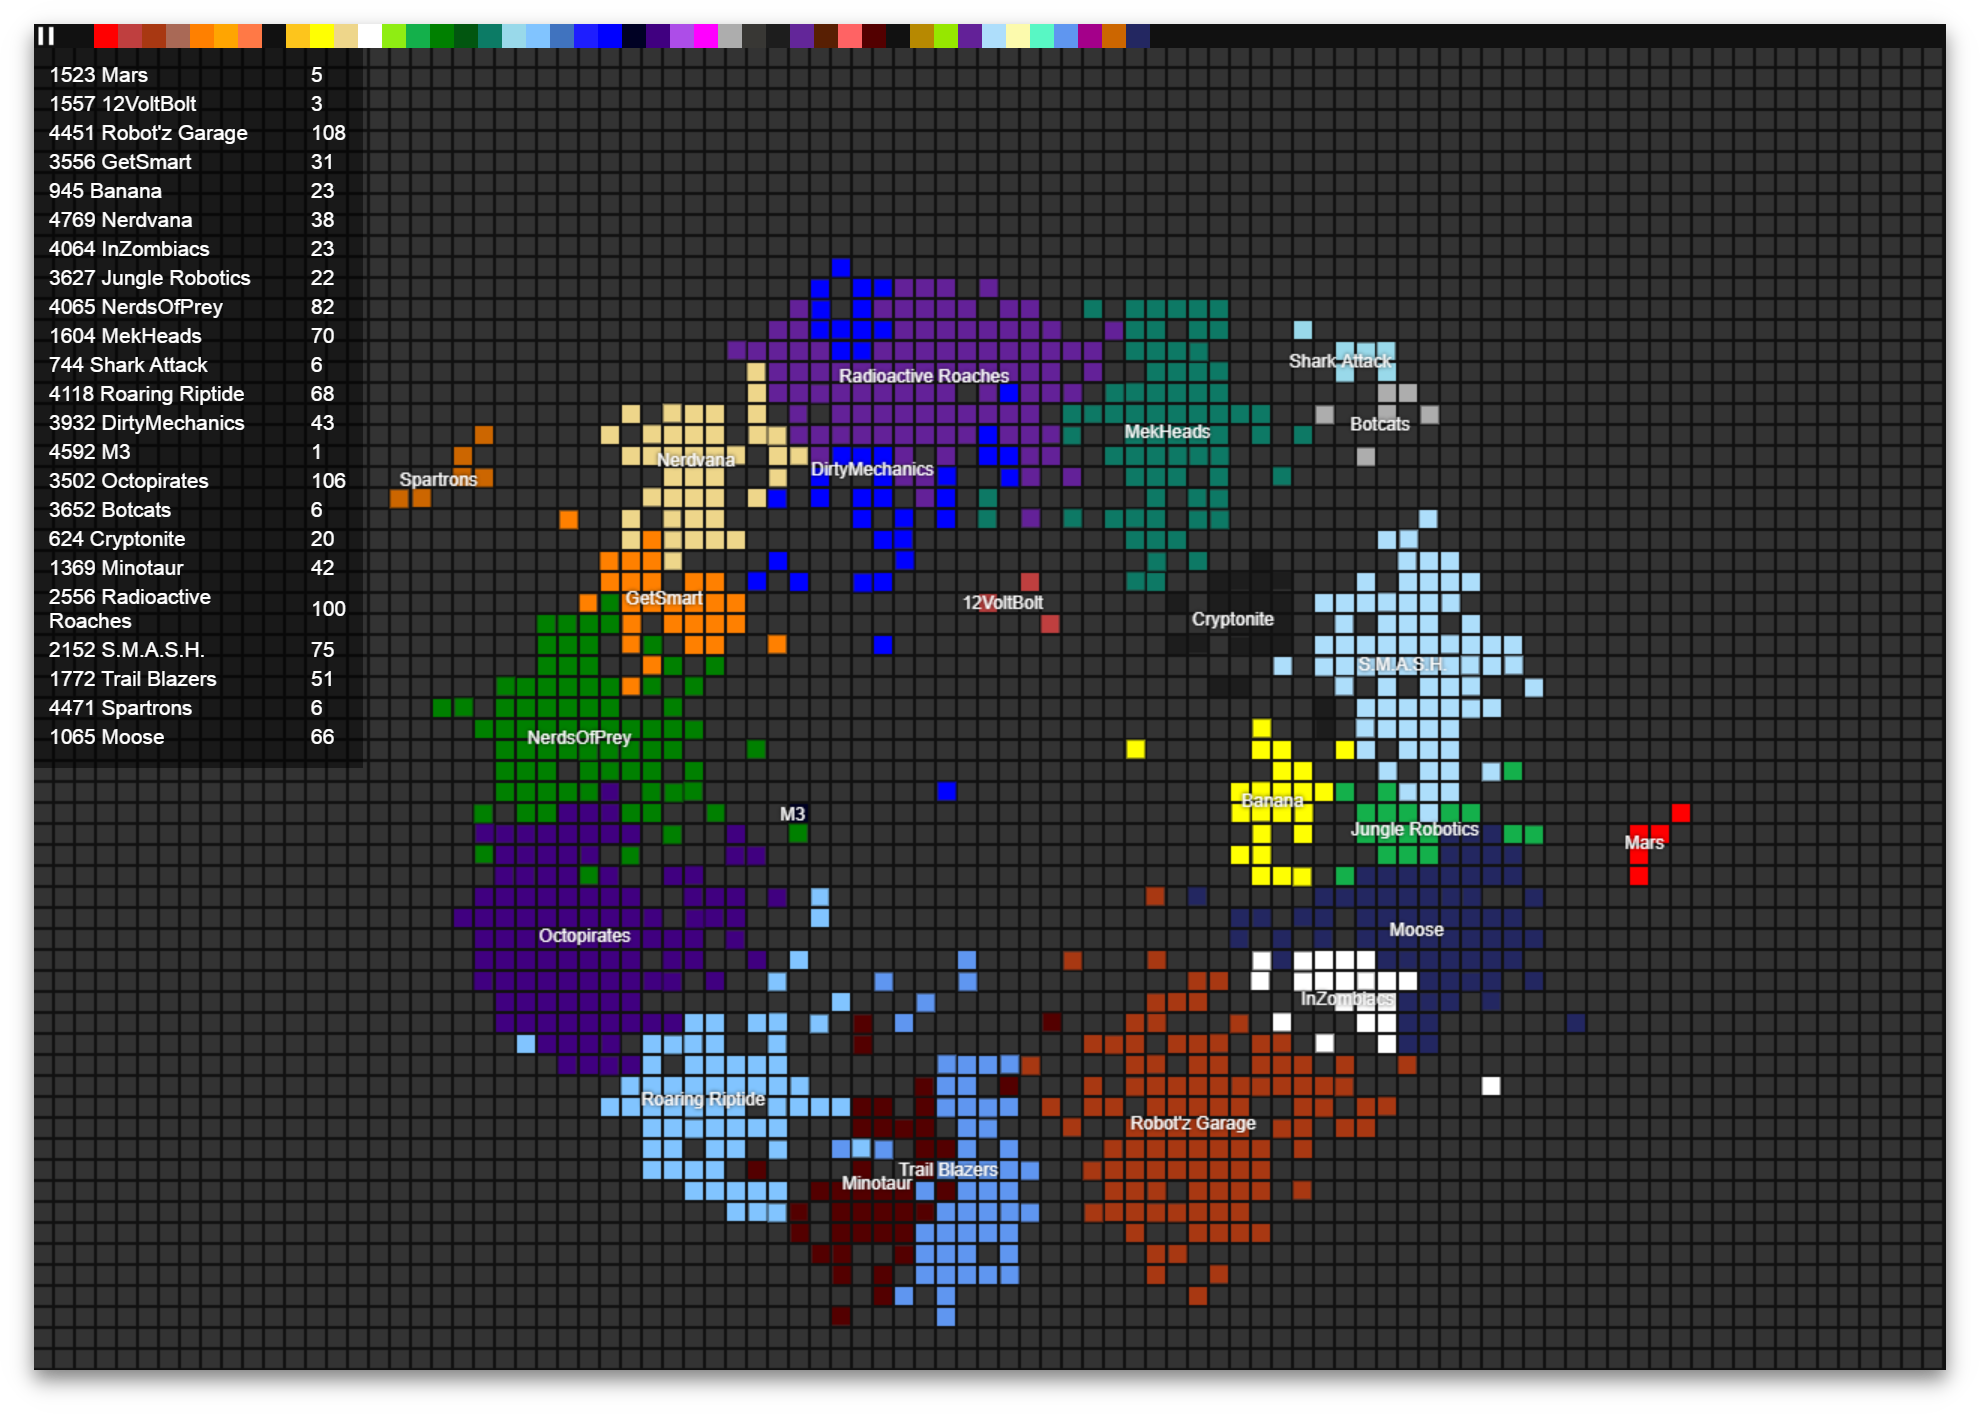 1523 Mars 5
1557 12VoltBolt 3
4451 Robot'z Garage 108
3556 GetSmart 31
945 Banana 23
4769 Nerdvana 38
4064 InZombiacs 23
3627 Jungle Robotics 22
4065 NerdsOfPrey 82
1604 MekHeads 70
744 Shark Attack 6
4118 Roaring Riptide 68
3932 DirtyMechanics 43
4592 M3 1
3502 Octopirates 106
3652 Botcats 6
624 Cryptonite 20
1369 Minotaur 42
2556 Radioactive
Roaches 100
2152 S.M.A.S.H. 75
1772 Trail Blazers 51
4471 Spartrons 6
1065 Moose 66
Shark Attack
Radioactive Roaches
Botcats
MekHeads
Nerdvana
DirtyMechanics
Spartrons
GetSmart
12VoltBolt
Cryptonite
S.M.A.S.H.
NerdsOfPrey
Banana
M3
Jungle Robotics
Mars
Moose
Octopirates
InZombiacs
Roaring Riptide
Robot'z Garage
Trail Blazers
Minotaur